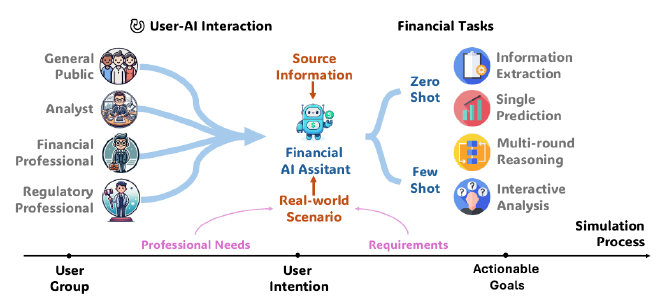 User-AI Interaction
Financial Tasks
General
Public
Analyst
Financial
Professional
Regulatory
Professional
Source
Information
Financial
AI Assitant
Real-world
Scenario
Zero
Shot
Few
Shot
Information
Extraction
Single
Prediction
Multi-round
Reasoning
Interactive
Analysis
Professional Needs
Requirements
Simulation
Process
User
Group
User
Intention
Actionable
Goals